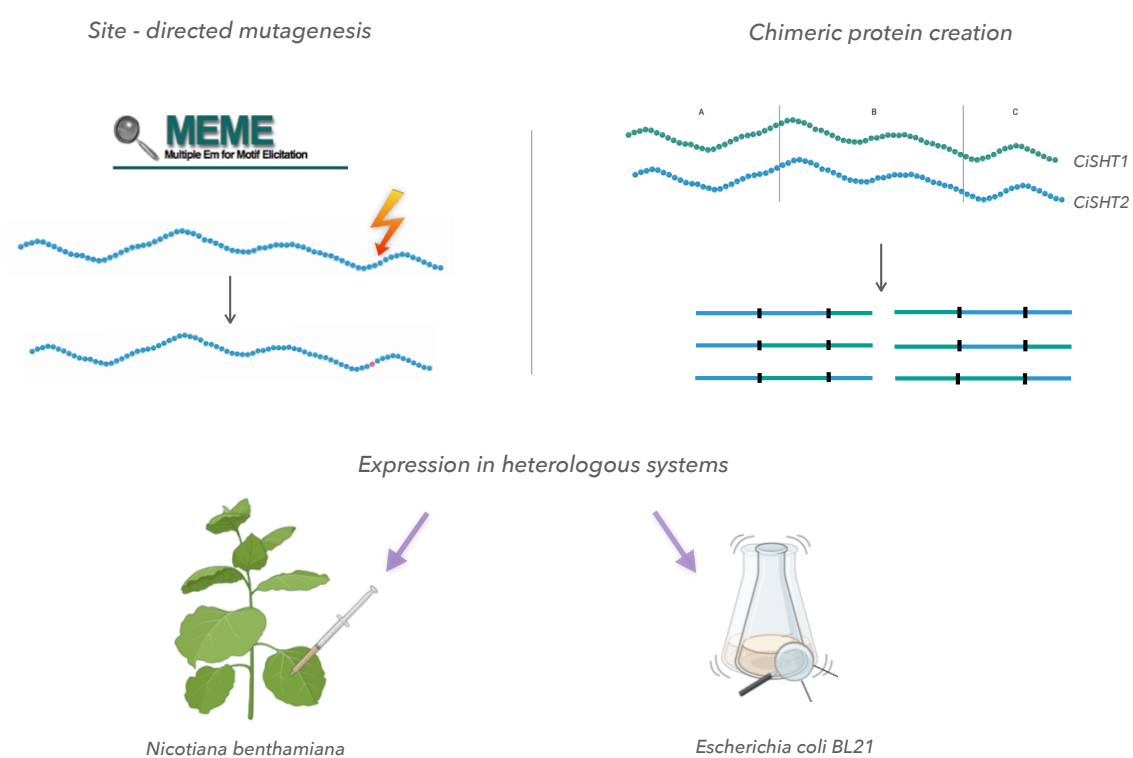 Site - directed mutagenesis
Chimeric protein creation
MEME
Multiple Em for Motif Elicitation
A
B
C
CiSHT1
CiSHT2
Expression in heterologous systems
Nicotiana benthamiana
Escherichia coli BL21